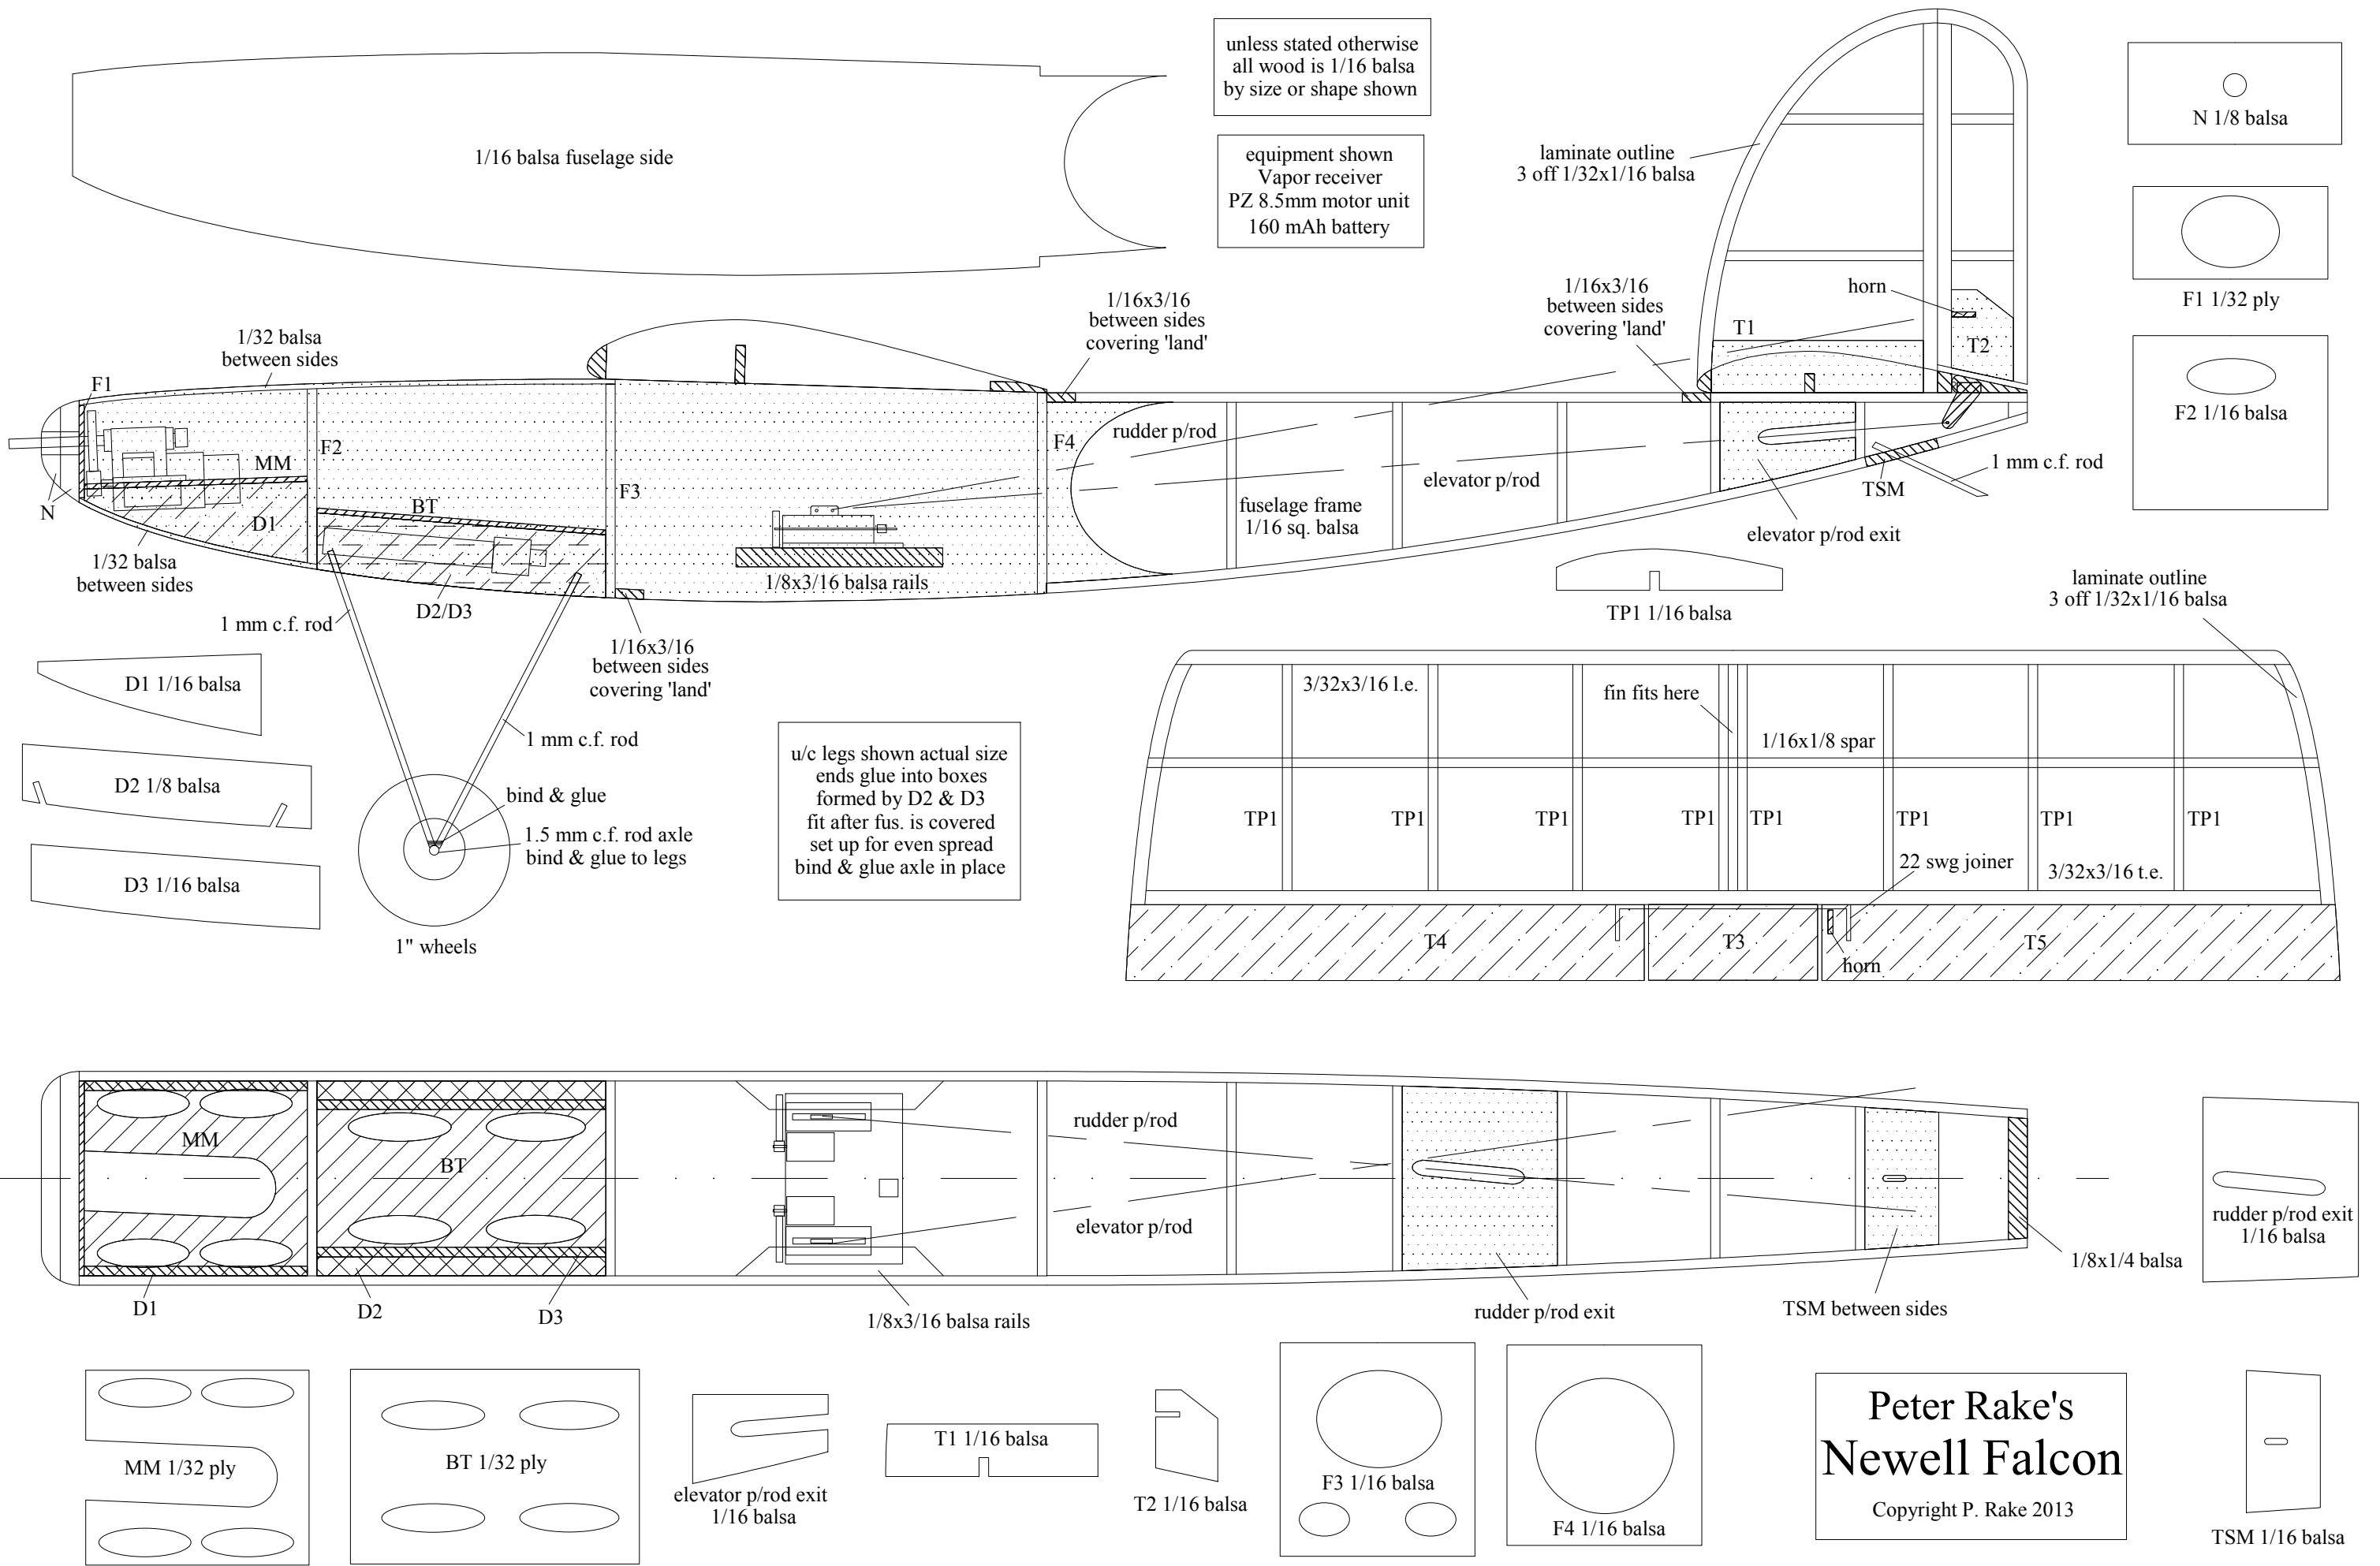 unless stated otherwise
all wood is 1/16 balsa
by size or shape shown
equipment shown
Vapor receiver
PZ 8.5mm motor unit
160 mAh battery
1/16 balsa fuselage side
laminate outline
3 off 1/32x1/16 balsa
N 1/8 balsa
F1 1/32 ply
F2 1/16 balsa
1/32 balsa
between sides
1/16x3/16
between sides
covering 'land'
1/16x3/16
between sides
covering 'land'
horn
T1
T2
F1
F2
MM
N
D1
BT
F3
F4
rudder p/rod
elevator p/rod
fuselage frame
1/16 sq. balsa
1/8x3/16 balsa rails
D2/D3
1/32 balsa
between sides
1 mm c.f. rod
TSM
1 mm c.f. rod
elevator p/rod exit
TP1 1/16 balsa
laminate outline
3 off 1/32x1/16 balsa
1/16x3/16
between sides
covering 'land'
1 mm c.f. rod
D1 1/16 balsa
D2 1/8 balsa
D3 1/16 balsa
bind & glue
1.5 mm c.f. rod axle
bind & glue to legs
1" wheels
u/c legs shown actual size
ends glue into boxes
formed by D2 & D3
fit after fus. is covered
set up for even spread
bind & glue axle in place
3/32x3/16 l.e.
fin fits here
1/16x1/8 spar
TP1
TP1
TP1
TP1
TP1
TP1
TP1
TP1
22 swg joiner
3/32x3/16 t.e.
T4
T3
T5
horn
MM
BT
rudder p/rod
elevator p/rod
D1
D2
D3
1/8x3/16 balsa rails
rudder p/rod exit
TSM between sides
1/8x1/4 balsa
rudder p/rod exit
1/16 balsa
MM 1/32 ply
BT 1/32 ply
elevator p/rod exit
1/16 balsa
T1 1/16 balsa
T2 1/16 balsa
F3 1/16 balsa
F4 1/16 balsa
Peter Rake's
Newell Falcon
Copyright P. Rake 2013
TSM 1/16 balsa